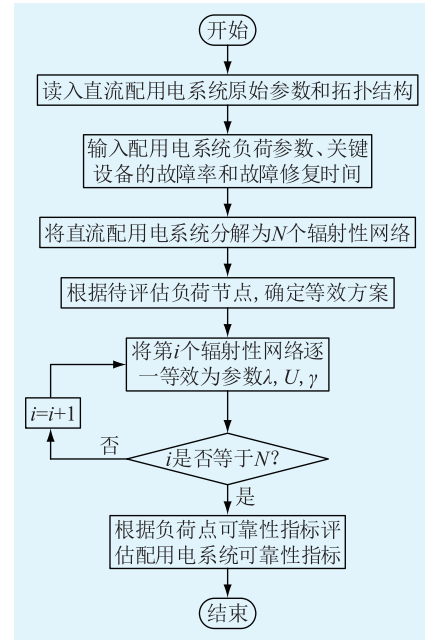 开始
读入直流配用电系统原始参数和拓扑结构
输入配用电系统负荷参数、关键
设备的故障率和故障修复时间
将直流配用电系统分解为N个辐射性网络
根据待评估负荷节点,确定等效方案
将第i个辐射性网络逐
一等效为参数λ, U, γ
i=i+1
否
i是否等于N?
是
根据负荷点可靠性指标评
估配用电系统可靠性指标
结束